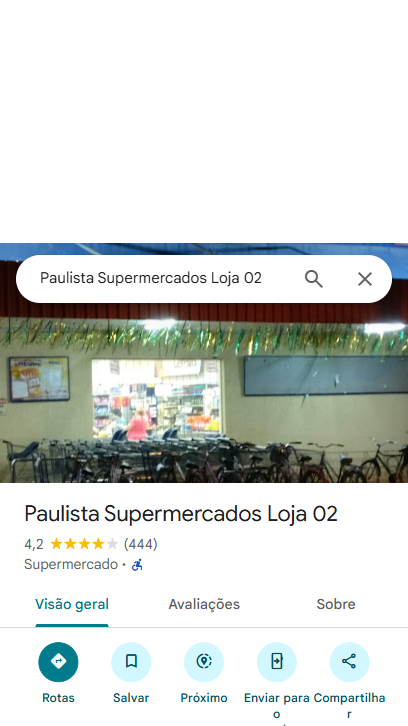 Paulista Supermercados Loja 02
Paulista Supermercados Loja 02
4,2 (444)
Supermercado •
Visão geral Avaliações Sobre
Rotas Salvar Próximo Enviar para Compartilha
o r